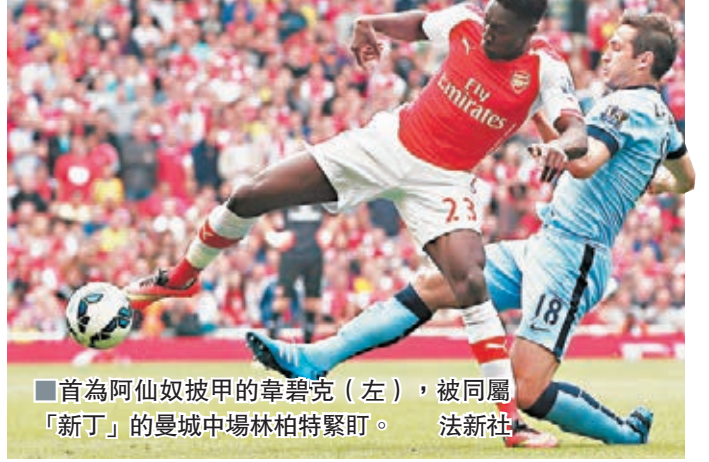 Fly
Emirates
23
18
■首為阿仙奴披甲的韋碧克（左），被同屬
「新丁」的曼城中場林柏特緊盯。 法新社